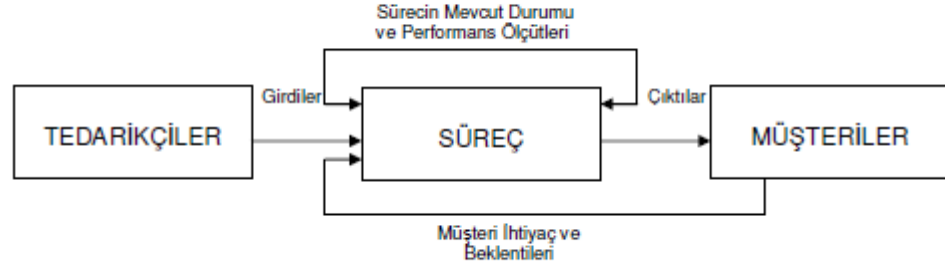 Sürecin Mevcut Durumu
ve Performans Ölçütleri
Girdiler
Çıktılar
TEDARİKÇİLER
SÜREÇ
MÜŞTERİLER
Müşteri İhtiyaç ve
Beklentileri